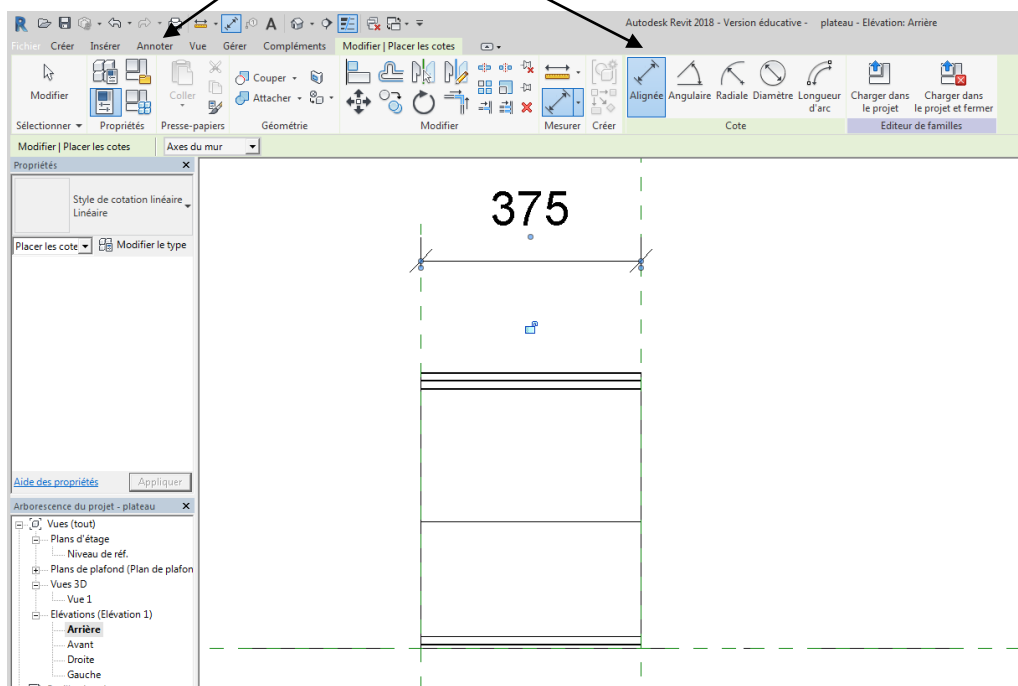 Autodesk Revit 2018 - Version éducative - plateau - Elévation: Arrière
Fichier Créer Insérer Annoter Vue Gérer Compléments Modifier | Placer les cotes
Modifier
Coller
Couper
Attacher
Alignée Angulaire Radiale Diamètre Longueur d'arc
Charger dans le projet
Charger dans le projet et fermer
Sélectionner Propriétés Presse-papiers Géométrie Modifier Mesurer Créer Cote Editeur de familles
Modifier | Placer les cotes Axes du mur
Propriétés
Style de cotation linéaire
Linéaire
Placer les cote Modifier le type
375
Aide des propriétés Appliquer
Arborescence du projet - plateau
Vues (tout)
Plans d'étage
Niveau de réf.
Plans de plafond (Plan de plafon
Vues 3D
Vue 1
Elévations (Elévation 1)
Arrière
Avant
Droite
Gauche